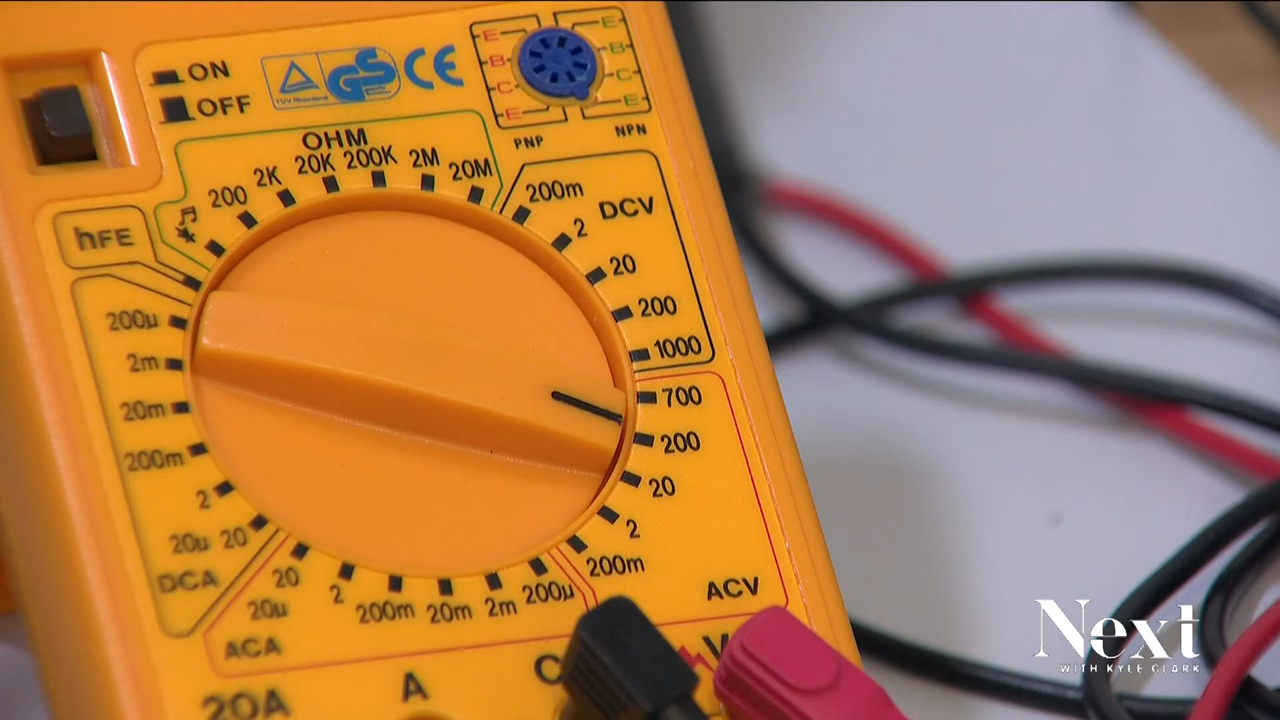 ON
OFF
TÜV Rheinland
GS
CE
E
B
C
E
E
B
C
E
PNP
NPN
OHM
200
2K
20K
200K
2M
20M
hFE
200m
DCV
2
20
200
1000
200µ
2m
20m
200m
2
20µ 20
DCA
700
200
20
2
200m
ACV
20
20µ
2
200m
20m
2m
200µ
ACA
20A
A
V
Next
WITH KYLE CLARK